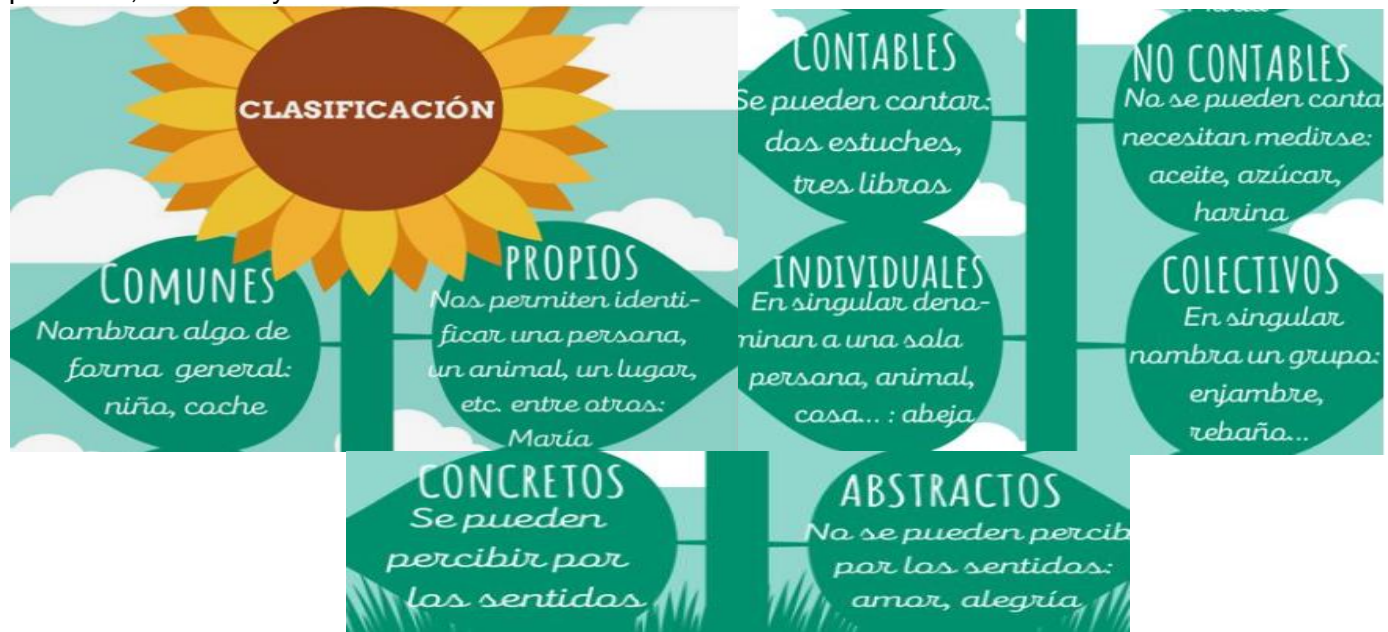 CLASIFICACIÓN
COMUNES
Nombran algo de
forma general:
niño, coche
PROPIOS
Nos permiten identi-
ficar una persona,
un animal, un lugar,
etc. entre otros:
María
CONTABLES
Se pueden contar:
dos estuches,
tres libros
NO CONTABLES
No se pueden conta
necesitan medirse:
aceite, azúcar,
harina
INDIVIDUALES
En singular deno-
minan a una sola
persona, animal,
cosa... : abeja
COLECTIVOS
En singular
nombra un grupo:
enjambre,
rebaño...
CONCRETOS
Se pueden
percibir por
los sentidos
ABSTRACTOS
No se pueden percib
por los sentidos:
amor, alegría